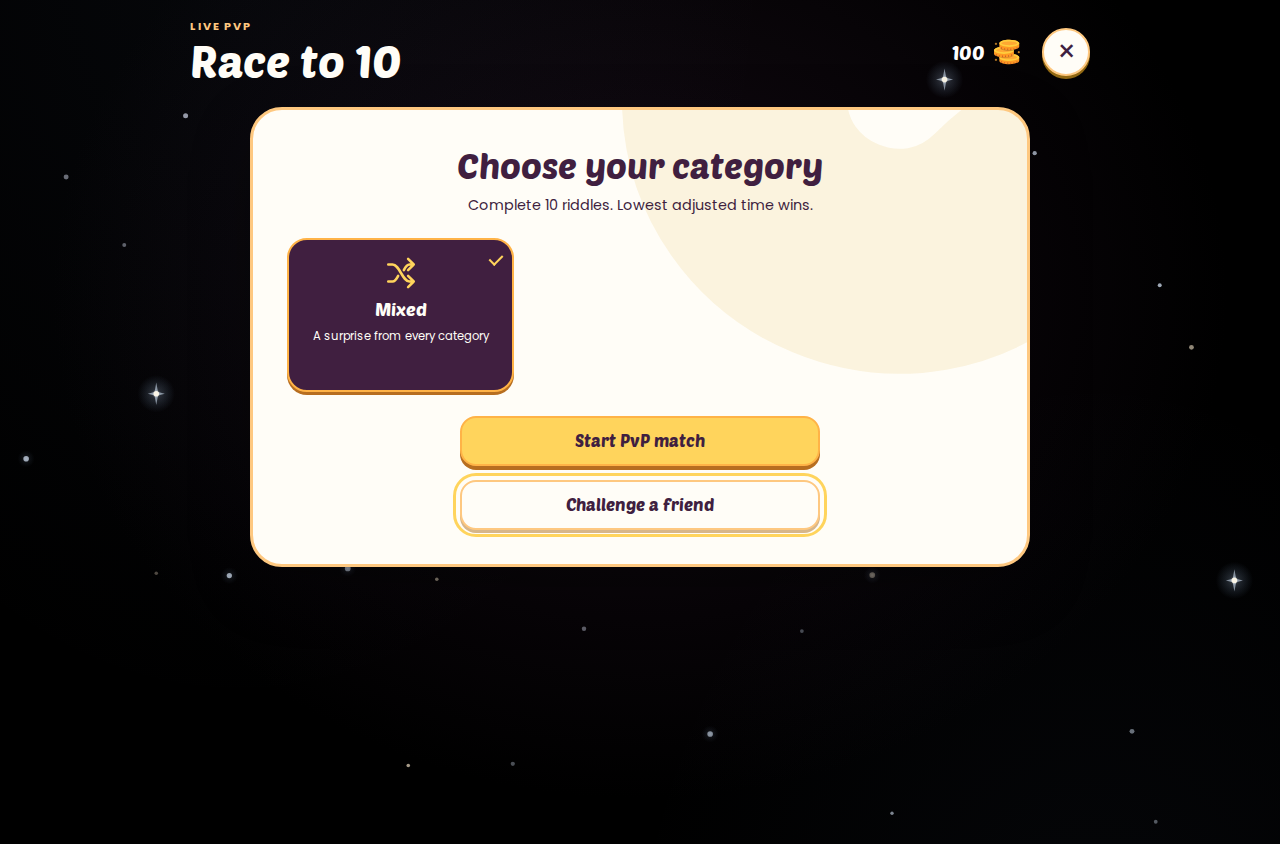 LIVE PVP
Race to 10
100
Choose your category
Complete 10 riddles. Lowest adjusted time wins.
Mixed
A surprise from every category
Start PvP match
Challenge a friend